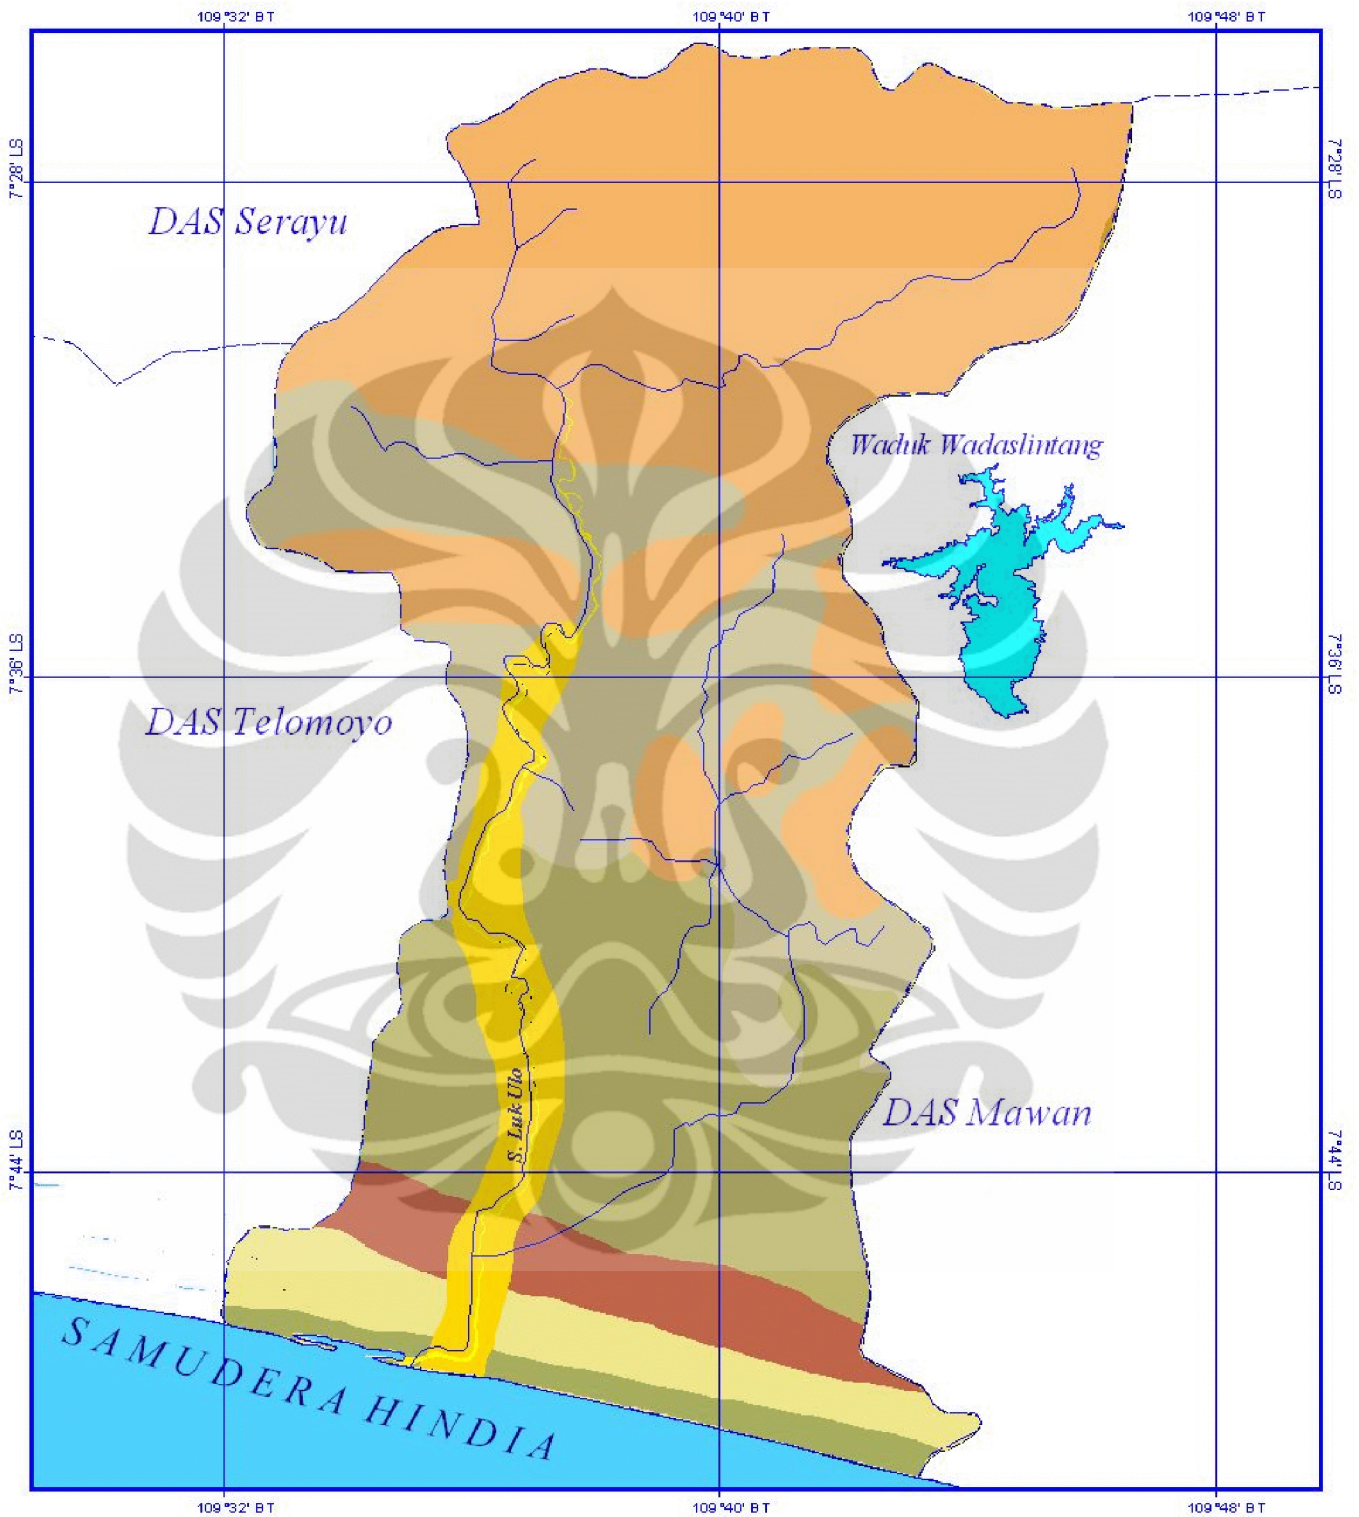 109°32' BT
109°40' BT
109°48' BT
7°28' LS
7°28' LS
DAS Serayu
Waduk Wadaslintang
7°36' LS
7°36' LS
DAS Telomoyo
S. Luk Ulo
DAS Mawan
7°44' LS
7°44' LS
SAMUDERA HINDIA
109°32' BT
109°40' BT
109°48' BT